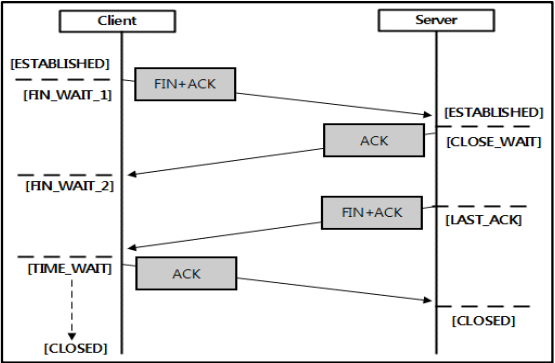 Client
Server
[ESTABLISHED]
FIN+ACK
[FIN_WAIT_1]
[ESTABLISHED]
ACK
[CLOSE_WAIT]
[FIN_WAIT_2]
FIN+ACK
[LAST_ACK]
[TIME_WAIT]
ACK
[CLOSED]
[CLOSED]